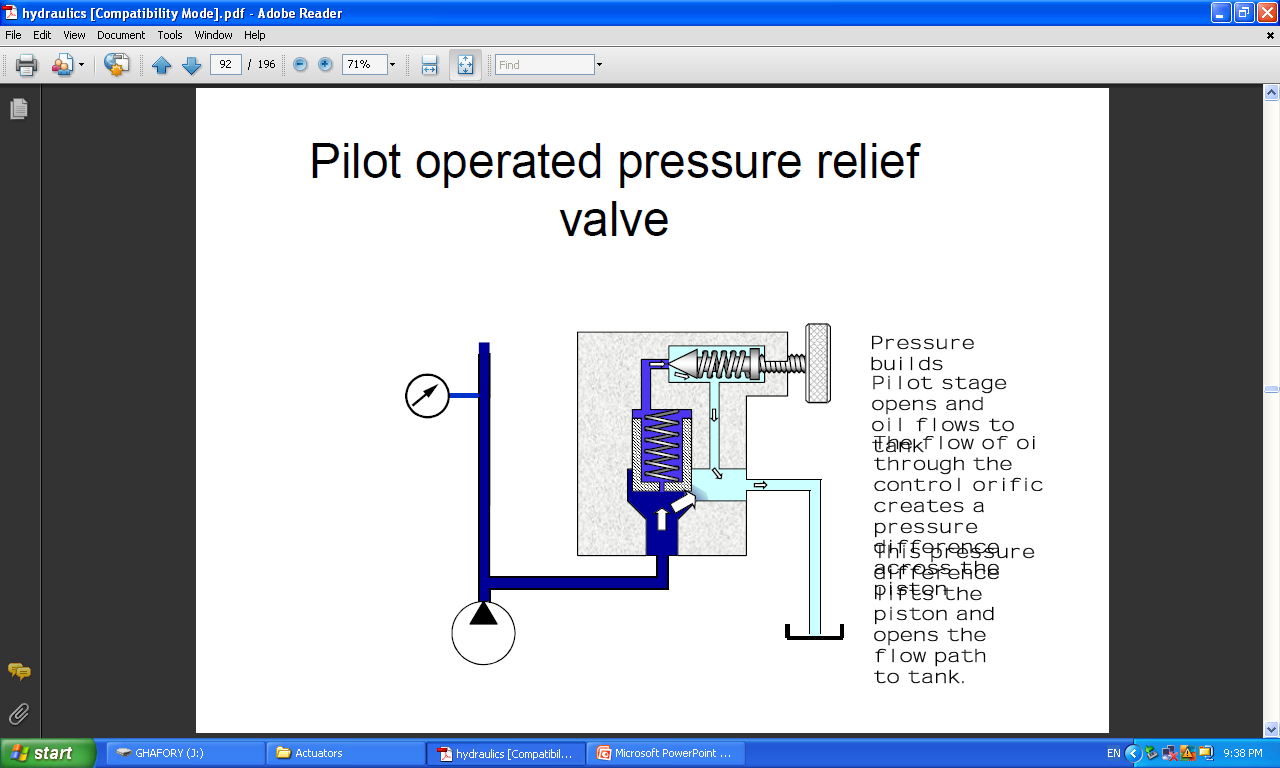 hydraulics [Compatibility Mode].pdf - Adobe Reader
File Edit View Document Tools Window Help
92 / 196 71% Find
Pilot operated pressure relief
valve
Pressure
builds
Pilot stage
opens and
oil flows to
tank
The flow of oi
through the
control orific
creates a
pressure
difference
across the
piston
This pressure
difference
lifts the
piston and
opens the
flow path
to tank.
start GHAFORY (J:) Actuators hydraulics [Compatibil... Microsoft PowerPoint ... EN 9:38 PM